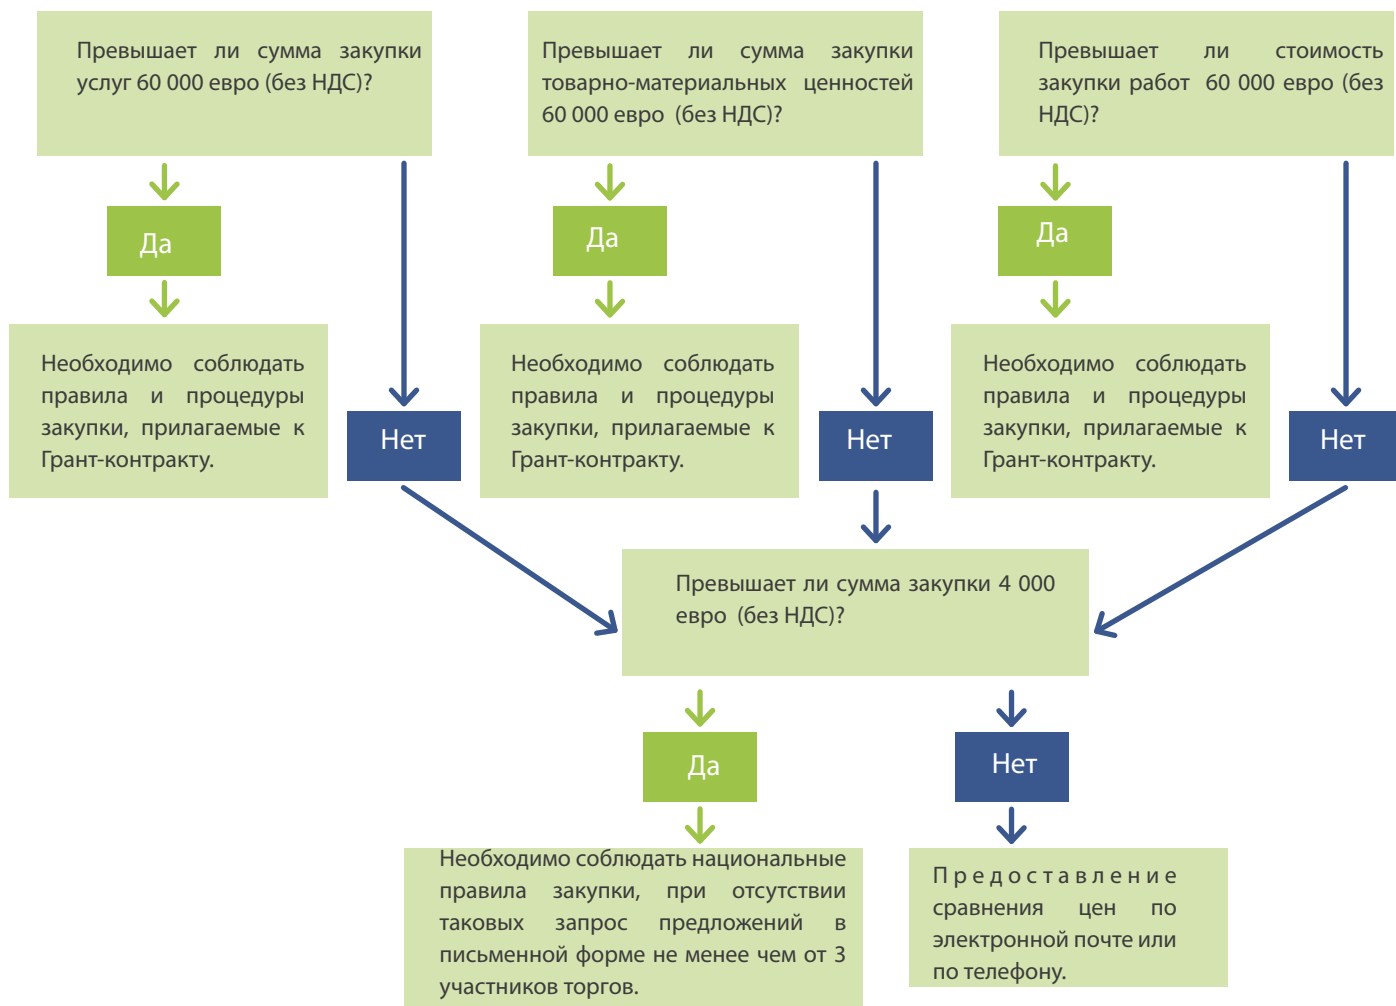 Превышает ли сумма закупки
услуг 60 000 евро (без НДС)?
Превышает ли сумма закупки
товарно-материальных ценностей
60 000 евро (без НДС)?
Превышает ли стоимость
закупки работ 60 000 евро (без
НДС)?
Да
Да
Да
Необходимо соблюдать
правила и процедуры
закупки, прилагаемые к
Грант-контракту.
Нет
Необходимо соблюдать
правила и процедуры
закупки, прилагаемые к
Грант-контракту.
Нет
Необходимо соблюдать
правила и процедуры
закупки, прилагаемые к
Грант-контракту.
Нет
Превышает ли сумма закупки 4 000
евро (без НДС)?
Да
Нет
Необходимо соблюдать национальные
правила закупки, при отсутствии
таковых запрос предложений в
письменной форме не менее чем от 3
участников торгов.
Предоставление
сравнения цен по
электронной почте или
по телефону.